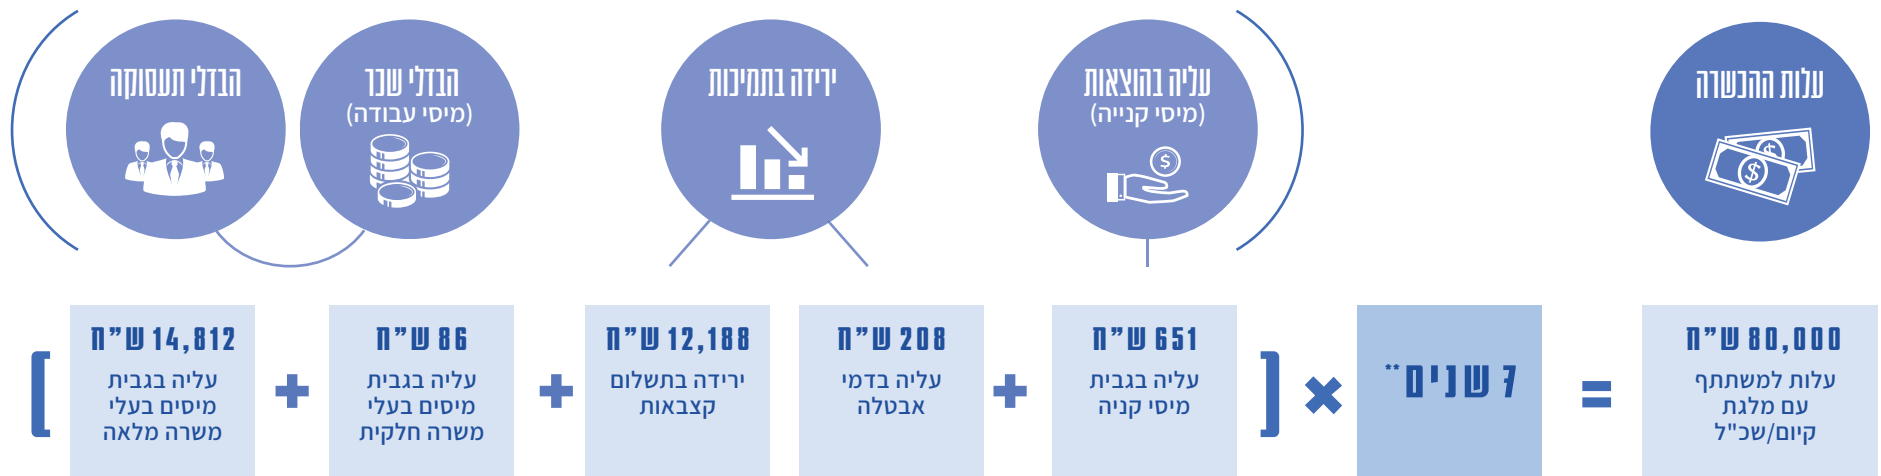 הבדלי תעסוקה
הבדלי שכר
(מיסי עבודה)
ירידה בתמיכות
עליה בהוצאות
(מיסי קנייה)
עלות ההכשרה
[
14,812 ש״ח
עליה בגבית
מיסים בעלי
משרה מלאה
+
86 ש״ח
עליה בגבית
מיסים בעלי
משרה חלקית
+
12,188 ש״ח
ירידה בתשלום
קצבאות
208 ש״ח
עליה בדמי
אבטלה
+
651 ש״ח
עליה בגבית
מיסי קניה
]
×
7 שנים**
=
80,000 ש״ח
עלות למשתתף
עם מלגת
קיום/שכ"ל